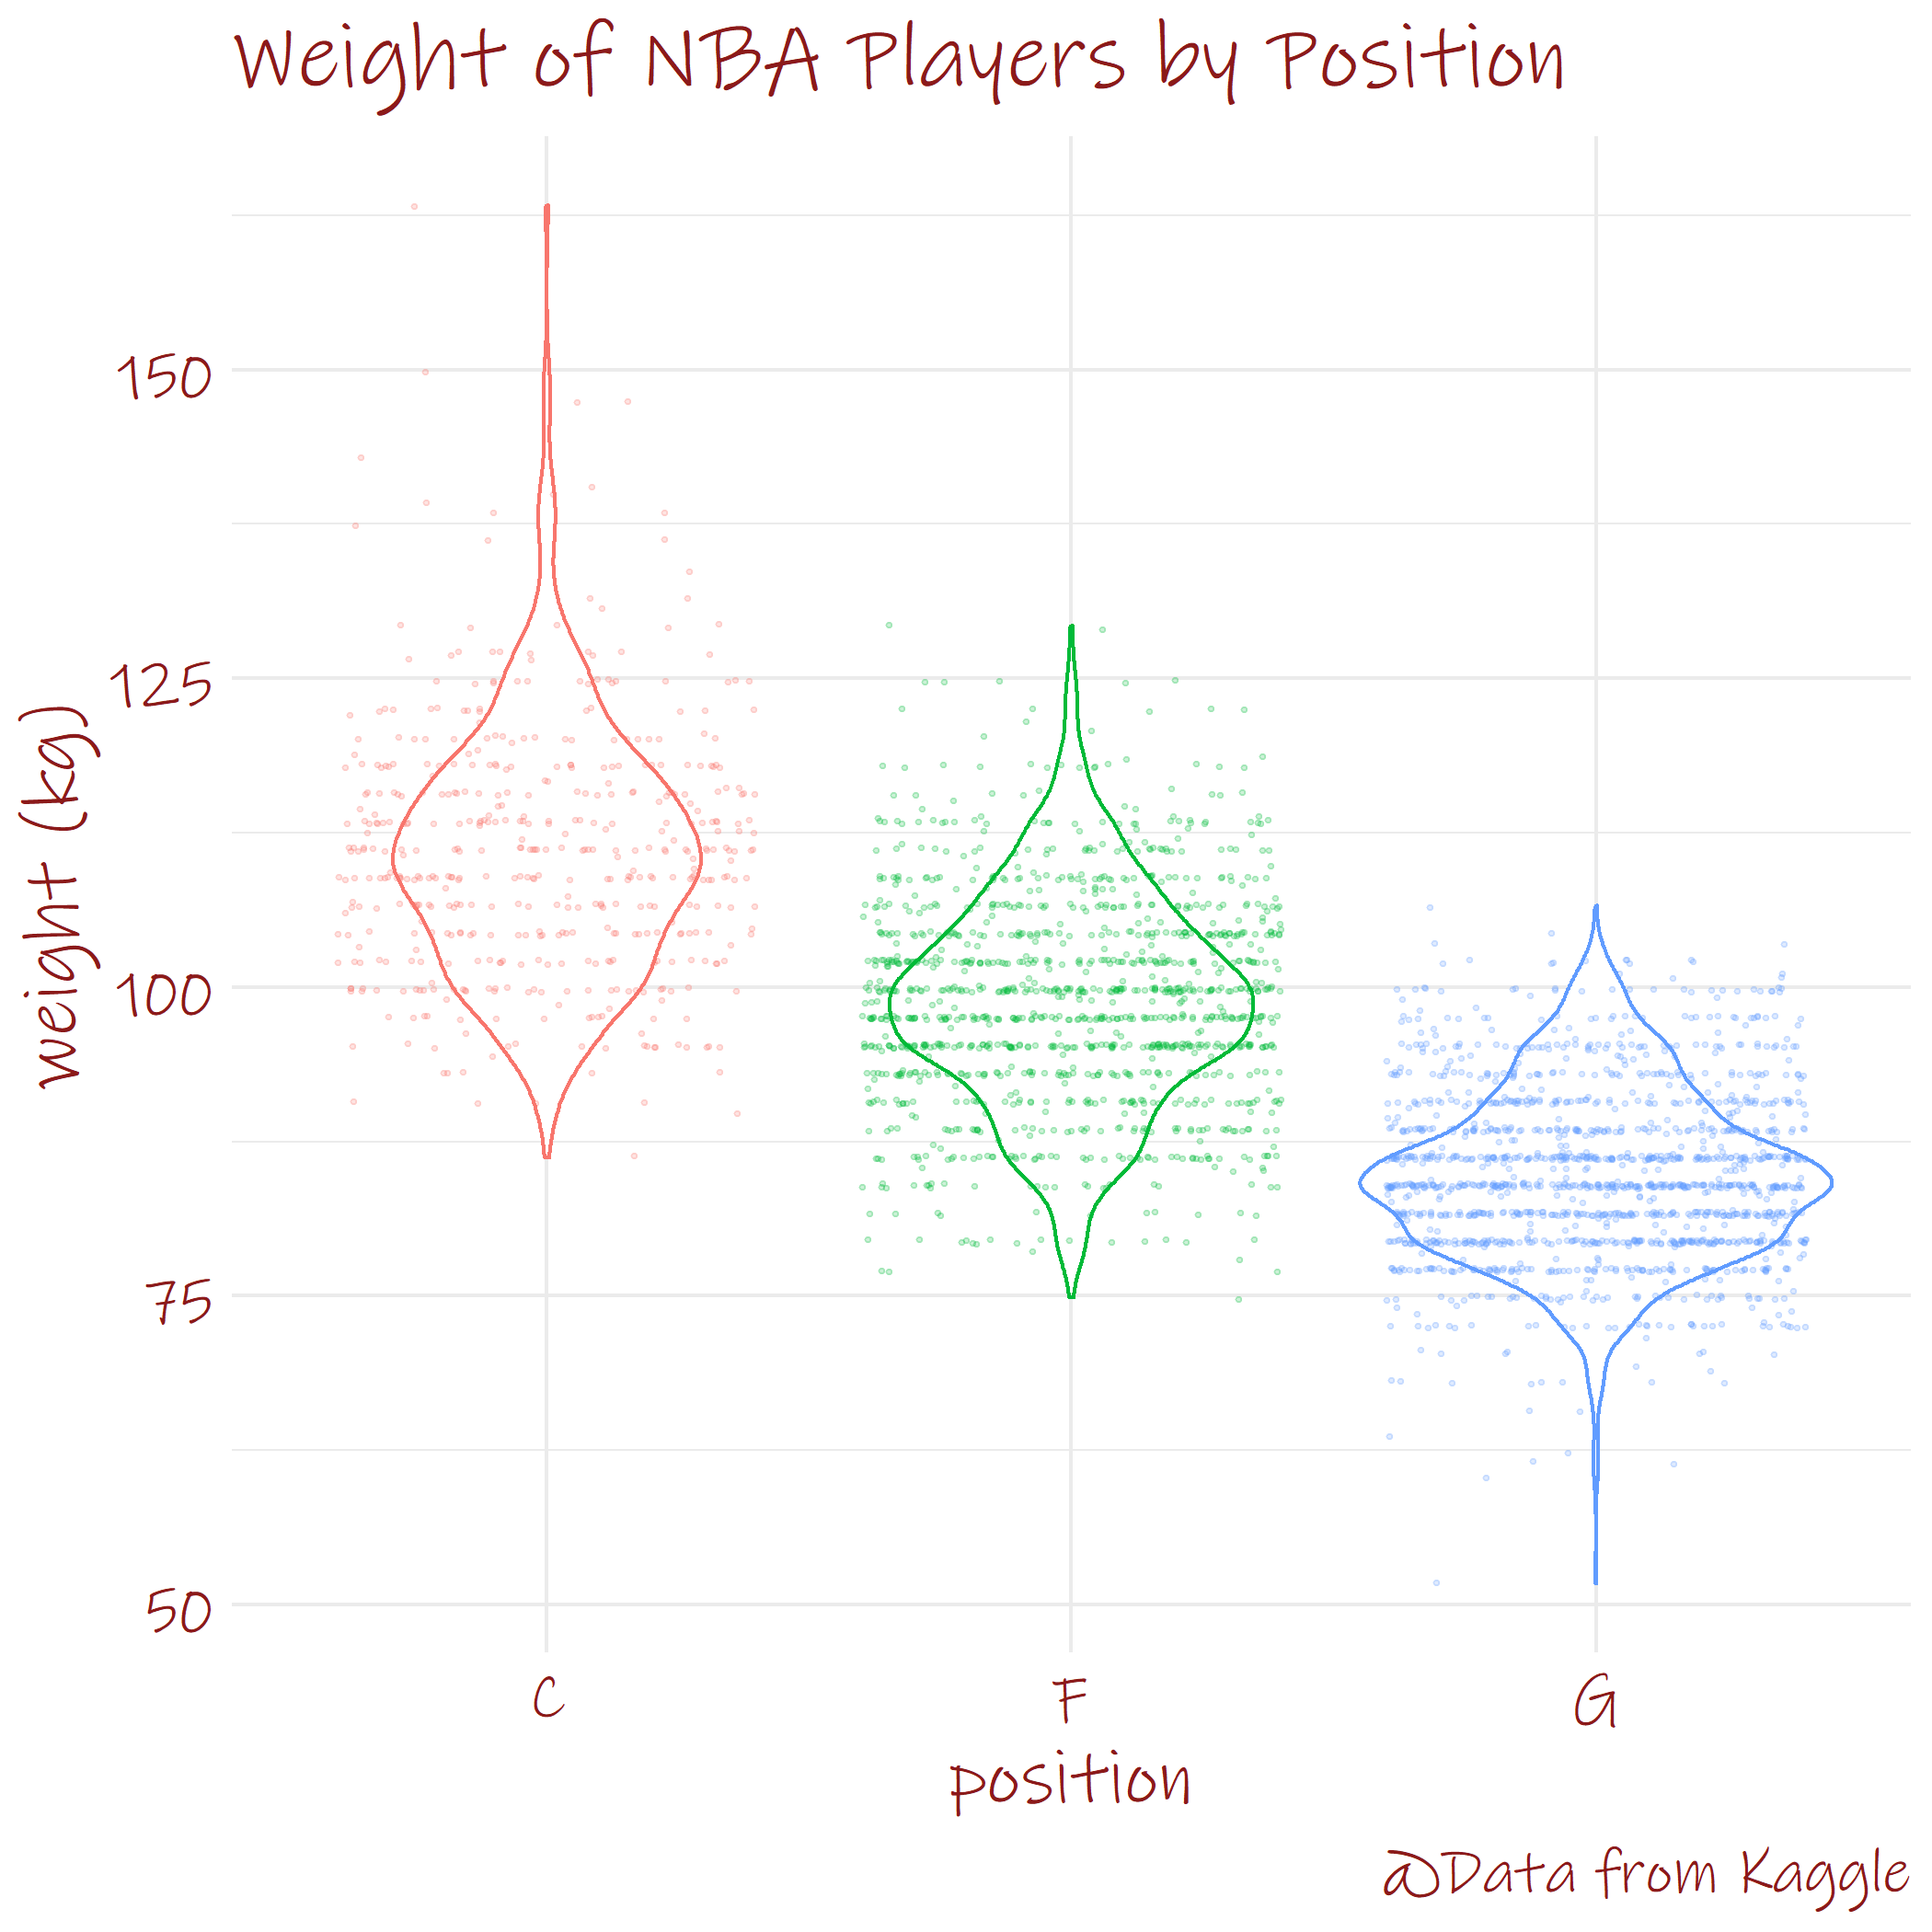 Weight of NBA Players by Position
weight (kg)
150
125
100
75
50
C F G
position
@Data from Kaggle